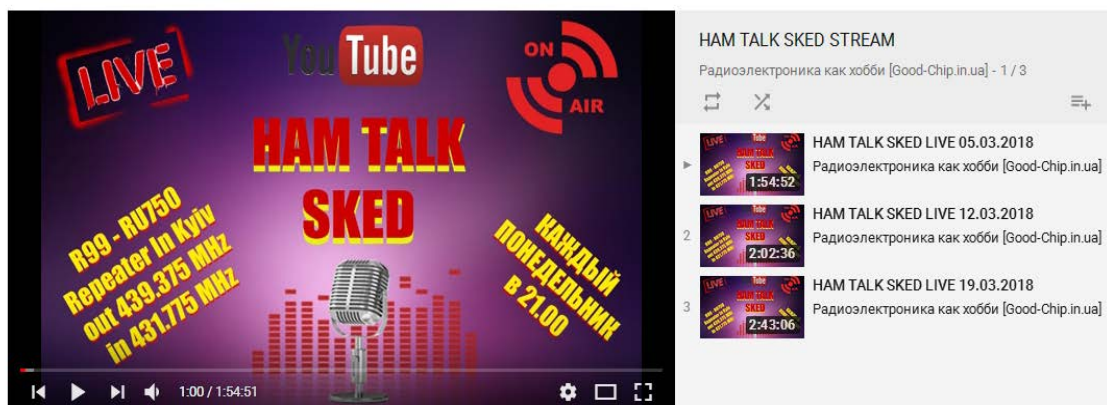 LIVE
YouTube
ON
AIR
HAM TALK
SKED
R99 - RU750
Repeater in Kyiv
out 439.375 MHz
in 431.775 MHz
КАЖДЫЙ
ПОНЕДЕЛЬНИК
в 21.00
1:00 / 1:54:51
HAM TALK SKED STREAM
Радиоэлектроника как хобби [Good-Chip.in.ua] - 1 / 3
HAM TALK SKED LIVE 05.03.2018
Радиоэлектроника как хобби [Good-Chip.in.ua]
1:54:52
2
HAM TALK SKED LIVE 12.03.2018
Радиоэлектроника как хобби [Good-Chip.in.ua]
2:02:36
3
HAM TALK SKED LIVE 19.03.2018
Радиоэлектроника как хобби [Good-Chip.in.ua]
2:43:06